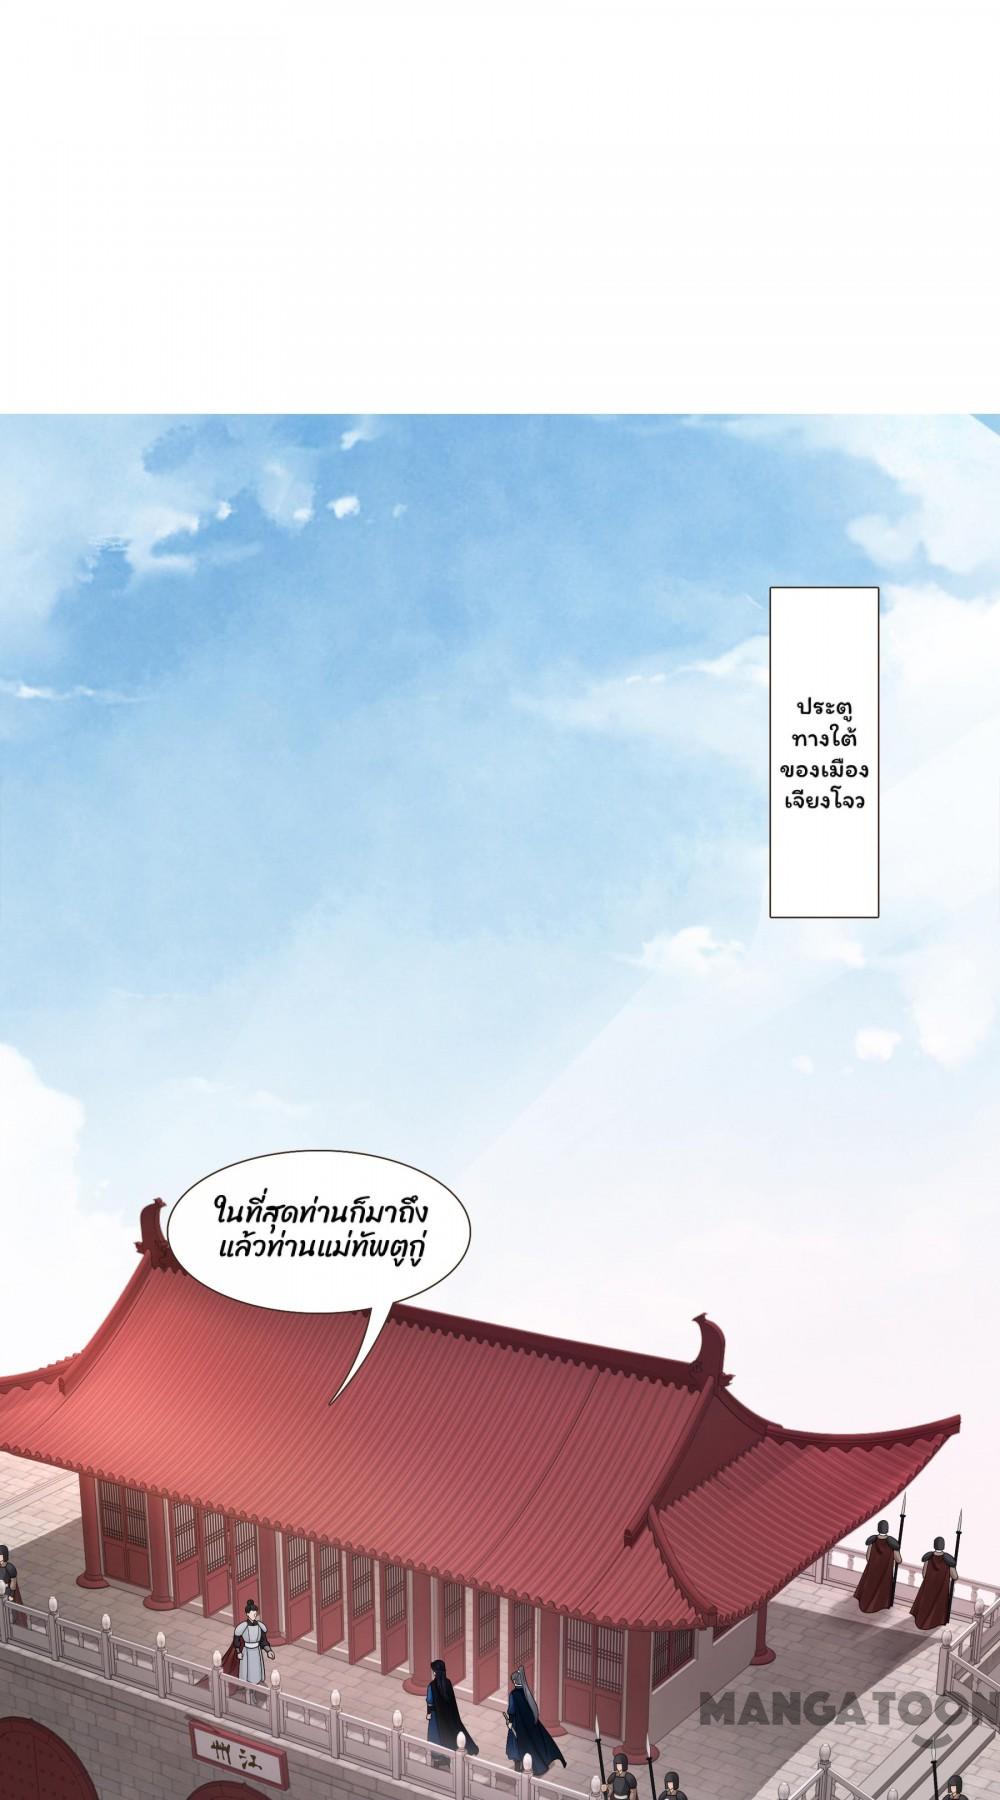 ประตู
ทางใต้
ของเมือง
เจียงโจว
ในที่สุดท่านก็มาถึง
แล้วท่านแม่ทัพตูกู่
州江
MANGATOON